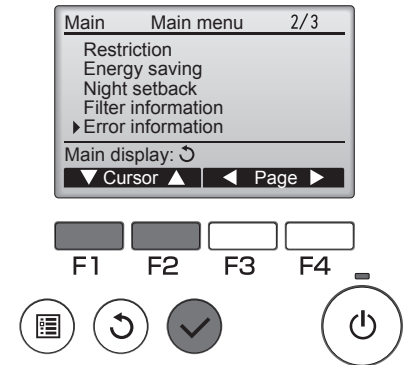 Main Main menu 2/3
Restriction
Energy saving
Night setback
Filter information
Error information
Main display:
Cursor Page
F1 F2 F3 F4